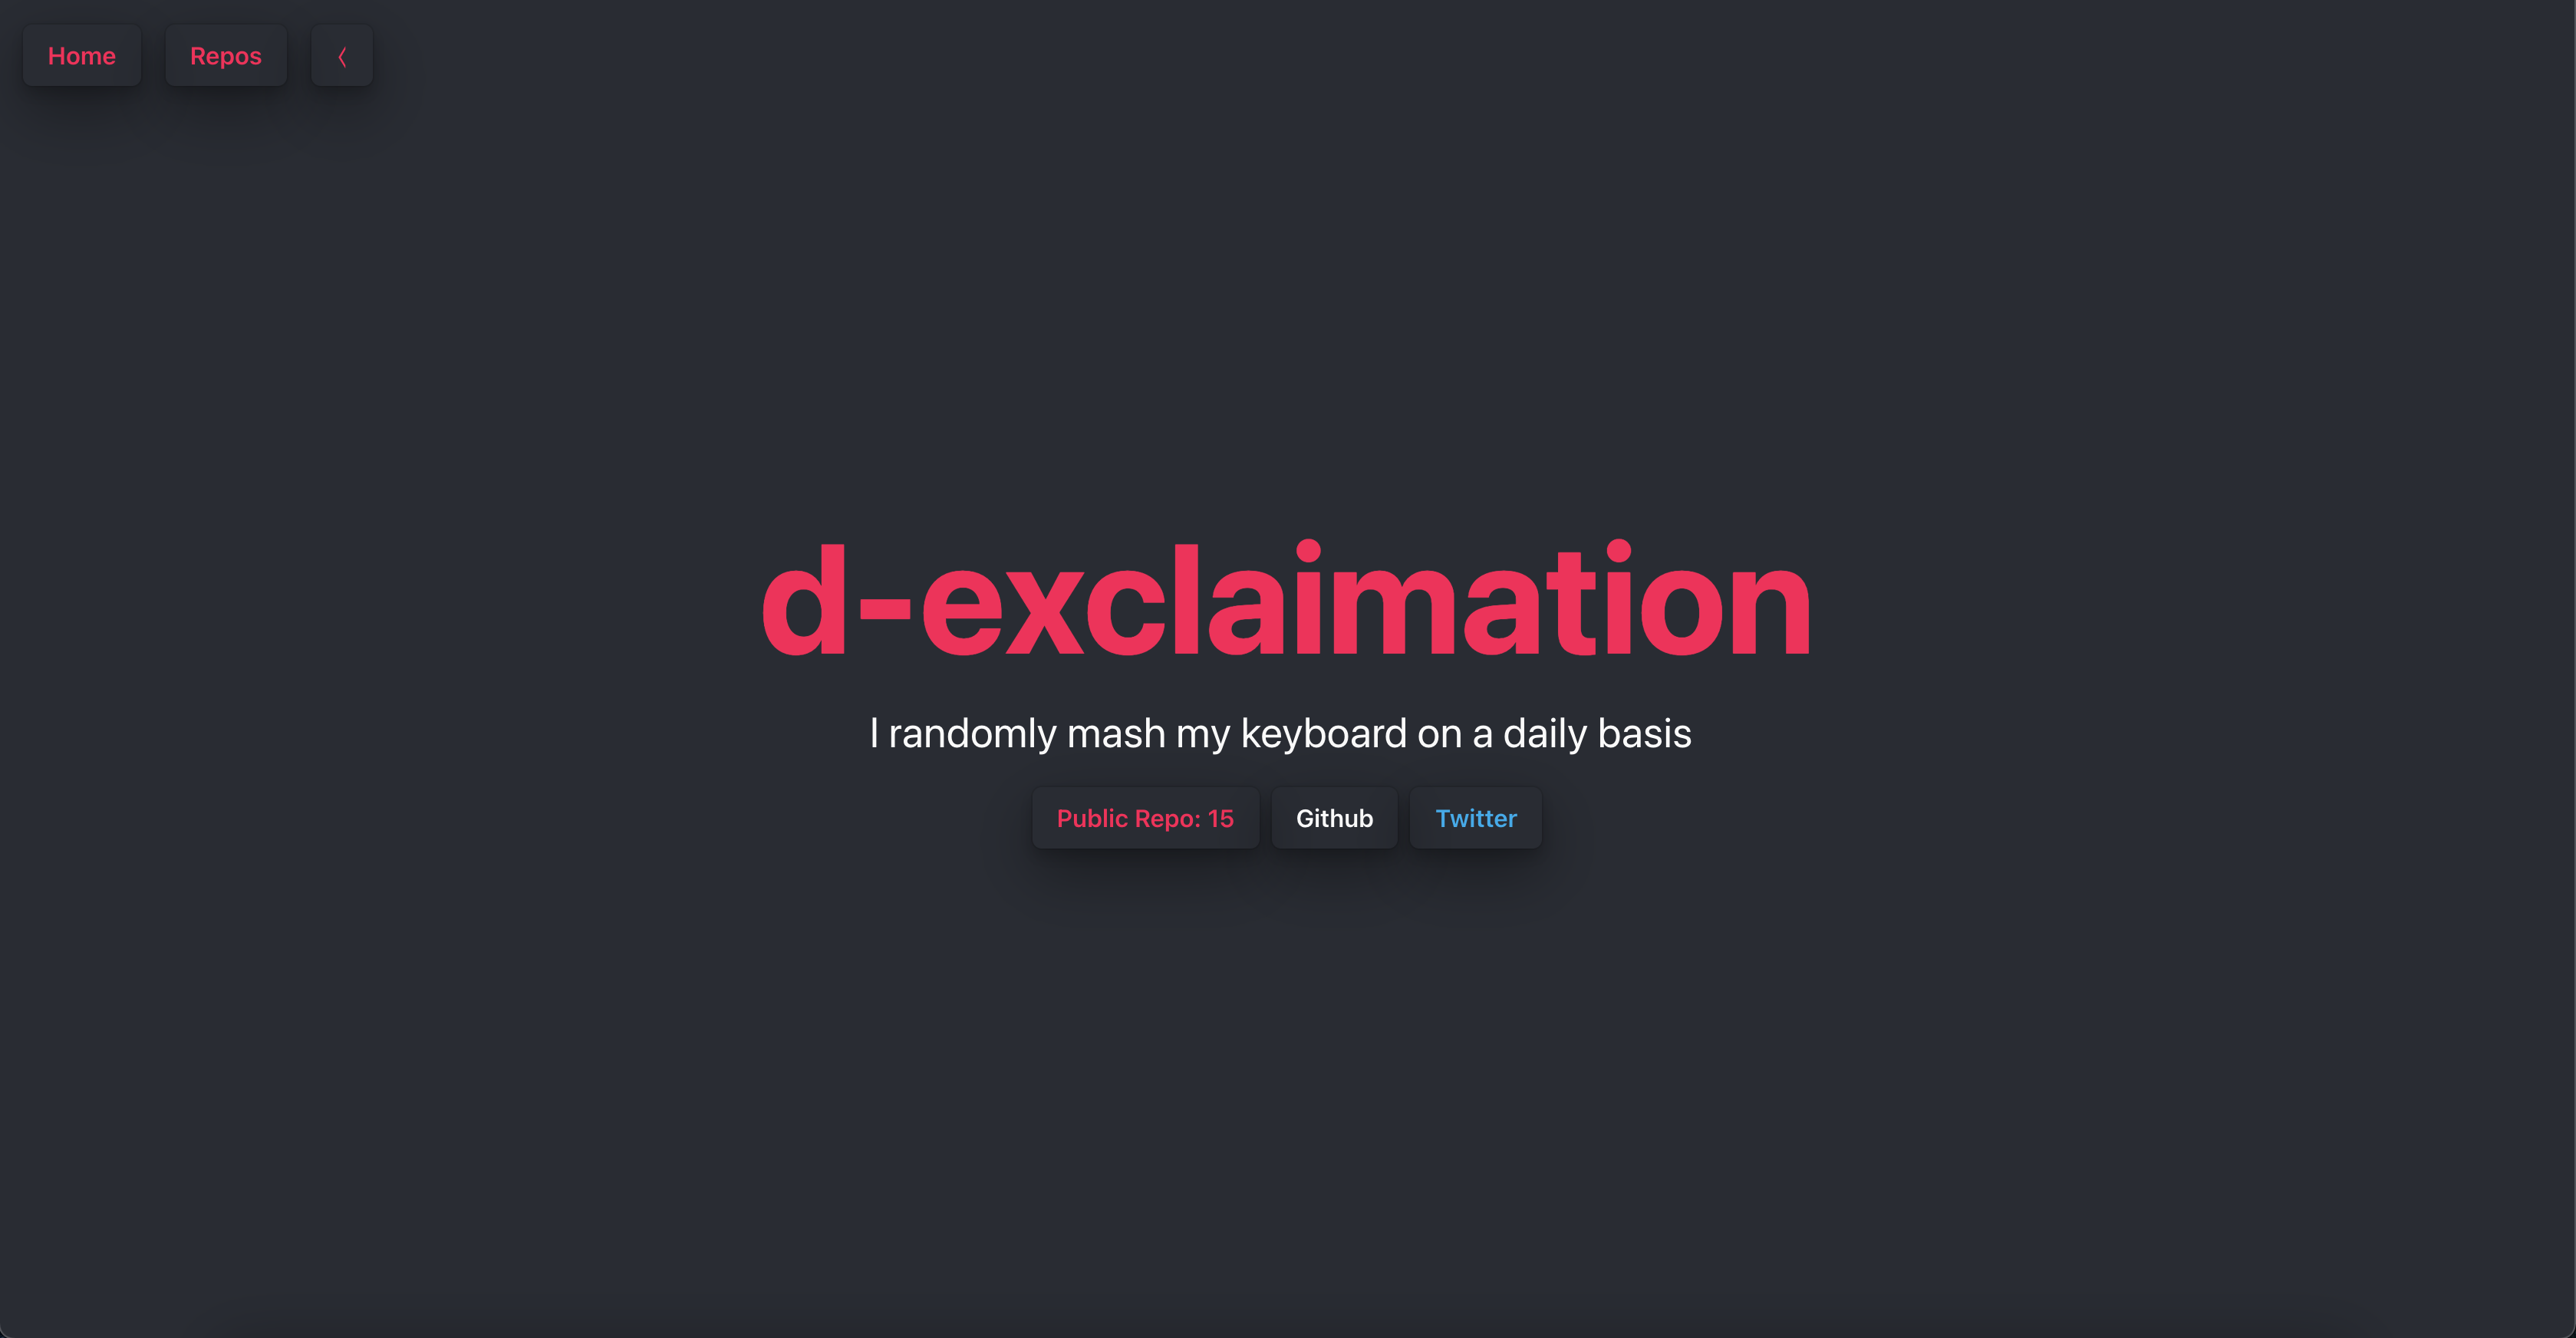 Home Repos 〈
d-exclaimation
I randomly mash my keyboard on a daily basis
Public Repo: 15 Github Twitter